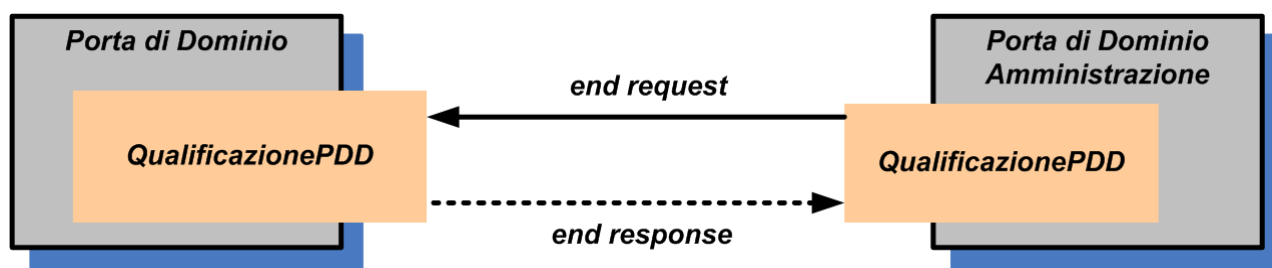 Porta di Dominio
QualificazionePDD
end request
end response
Porta di Dominio
Amministrazione
QualificazionePDD